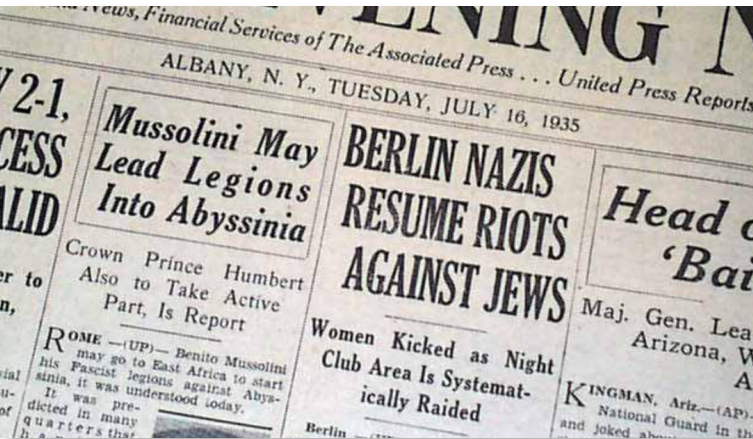 EVENING N
News, Financial Services of The Associated Press . . . United Press Reports
ALBANY, N. Y., TUESDAY, JULY 16, 1935
2-1,
CESS
ALID
er to
n,
sial
u-
of
Mussolini May
Lead Legions
Into Abyssinia
Crown Prince Humbert
Also to Take Active
Part, Is Report
ROME —(UP)— Benito Mussolini
may go to East Africa to start
his Fascist legions against Abys-
sinia, it was understood today.
It was pre-
dicted in many
quarters that
BERLIN NAZIS
RESUME RIOTS
AGAINST JEWS
Women Kicked as Night
Club Area Is Systemat-
ically Raided
Berlin
Head o
'Bai
Maj. Gen. Lea
Arizona, W
A
KINGMAN, Ariz.—(AP)
National Guard in th
and joked ab